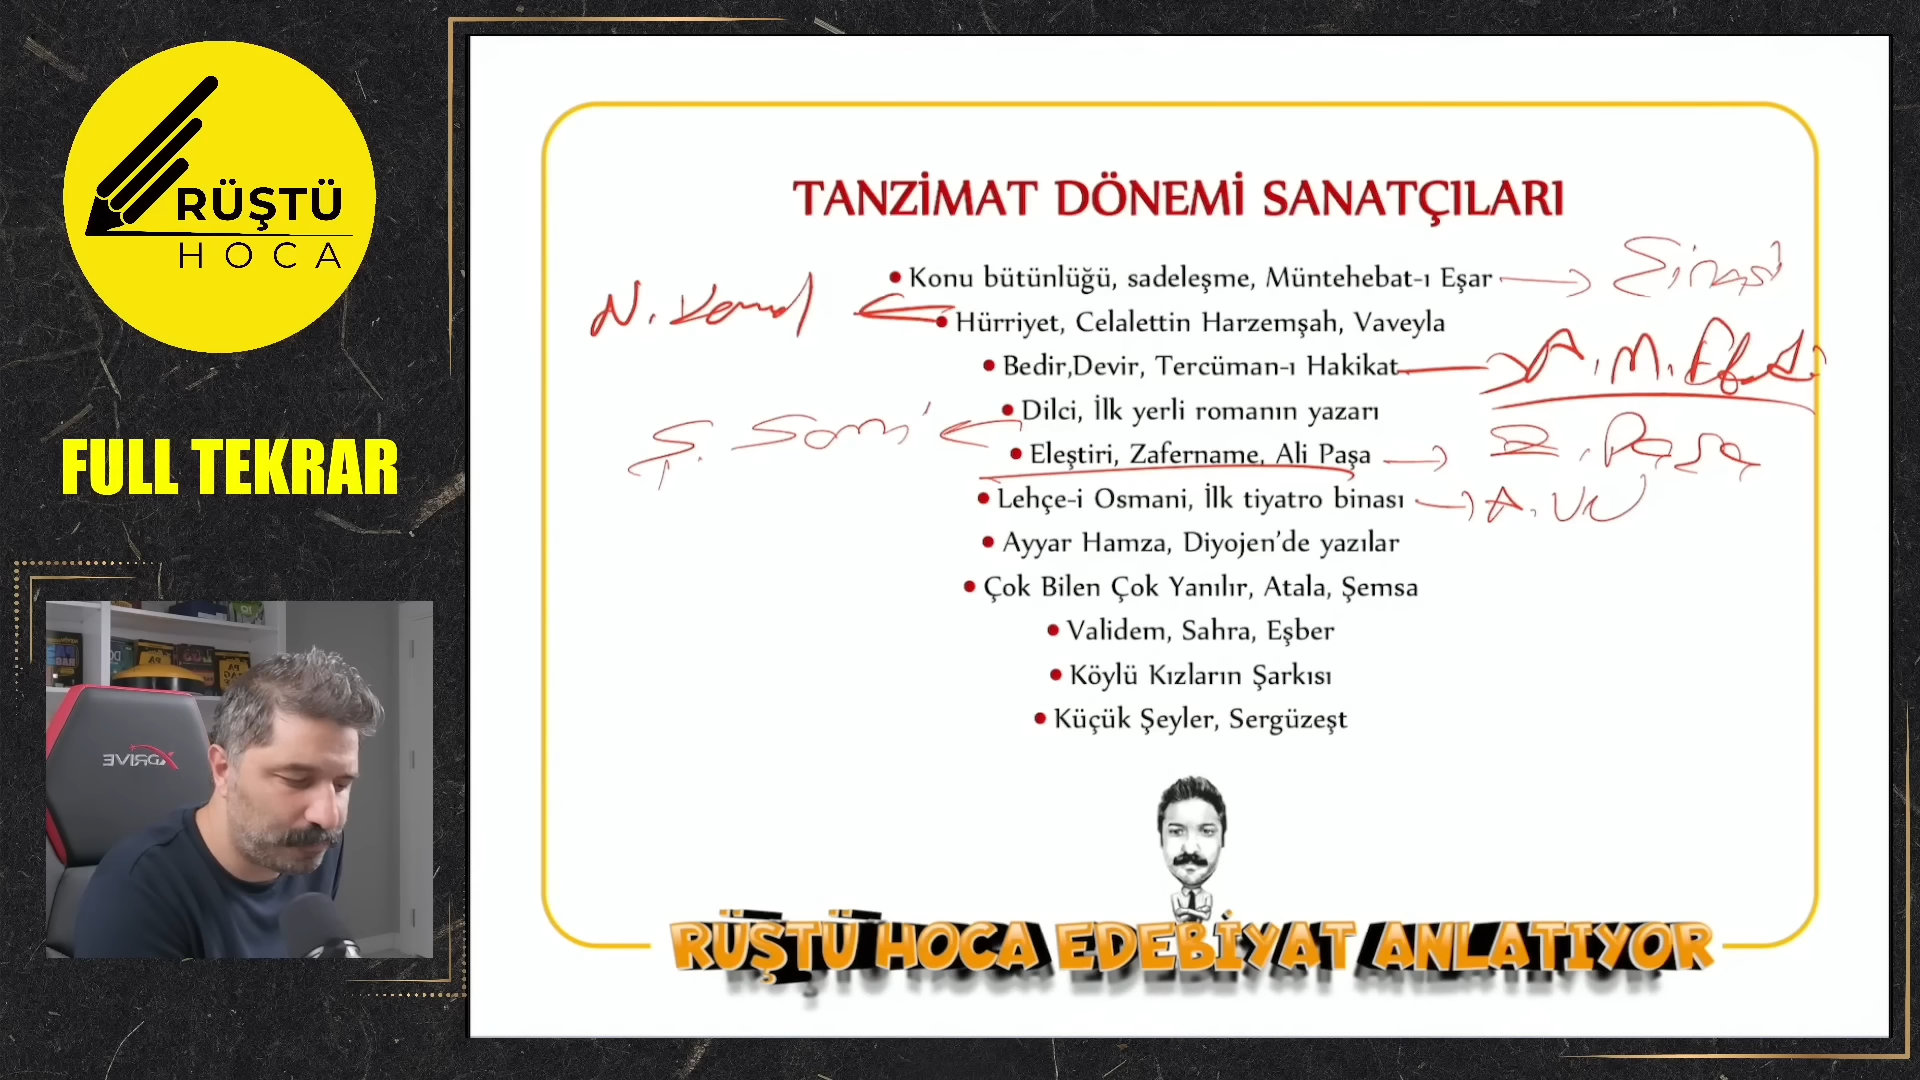 RÜŞTÜ
HOCA
FULL TEKRAR
XDRIVE
TANZİMAT DÖNEMİ SANATÇILARI
• Konu bütünlüğü, sadeleşme, Müntehebat-ı Eşar → Şinasi
N. Kemal ← • Hürriyet, Celalettin Harzemşah, Vaveyla
• Bedir,Devir, Tercüman-ı Hakikat → A. M. Efendi
Ş. Sami ← • Dilci, İlk yerli romanın yazarı
• Eleştiri, Zafername, Ali Paşa → Z. Paşa
• Lehçe-i Osmani, İlk tiyatro binası → A. V.
• Ayyar Hamza, Diyojen’de yazılar
• Çok Bilen Çok Yanılır, Atala, Şemsa
• Validem, Sahra, Eşber
• Köylü Kızların Şarkısı
• Küçük Şeyler, Sergüzeşt
RÜŞTÜ HOCA EDEBİYAT ANLATIYOR